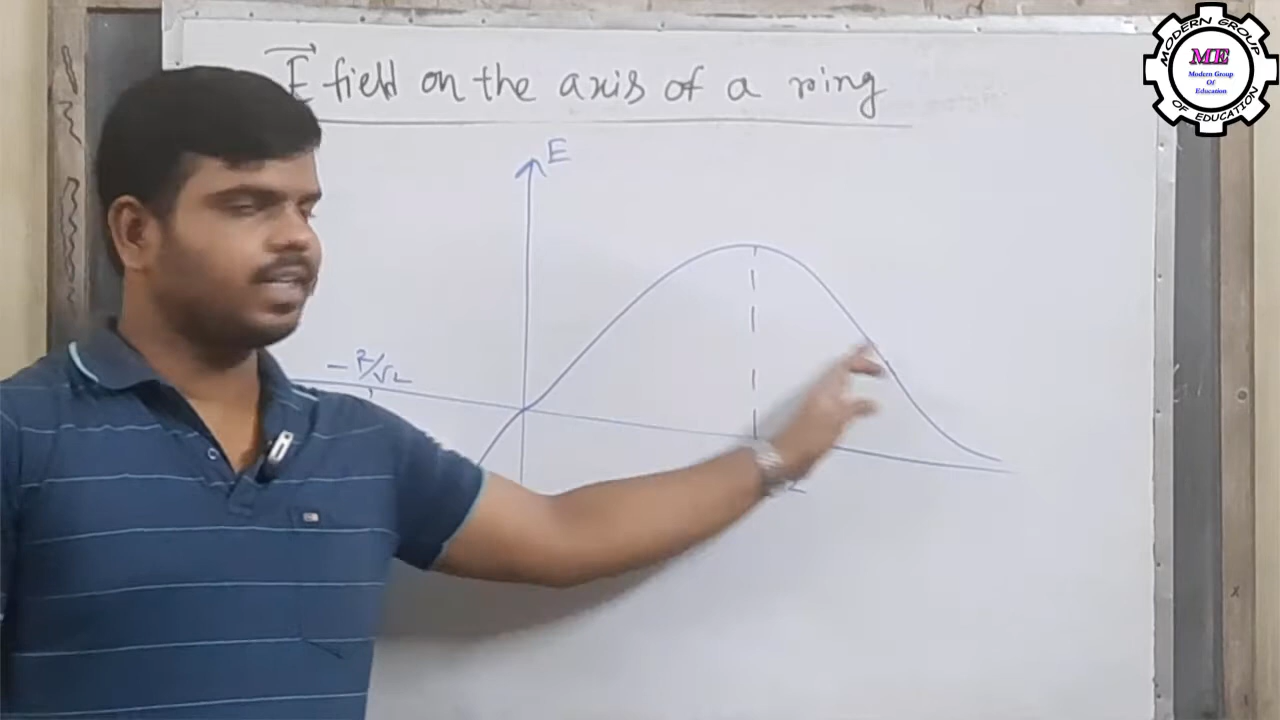 E field on the axis of a ring
E
- R/√2
MODERN GROUP
OF EDUCATION
ME
Modern Group
Of
Education